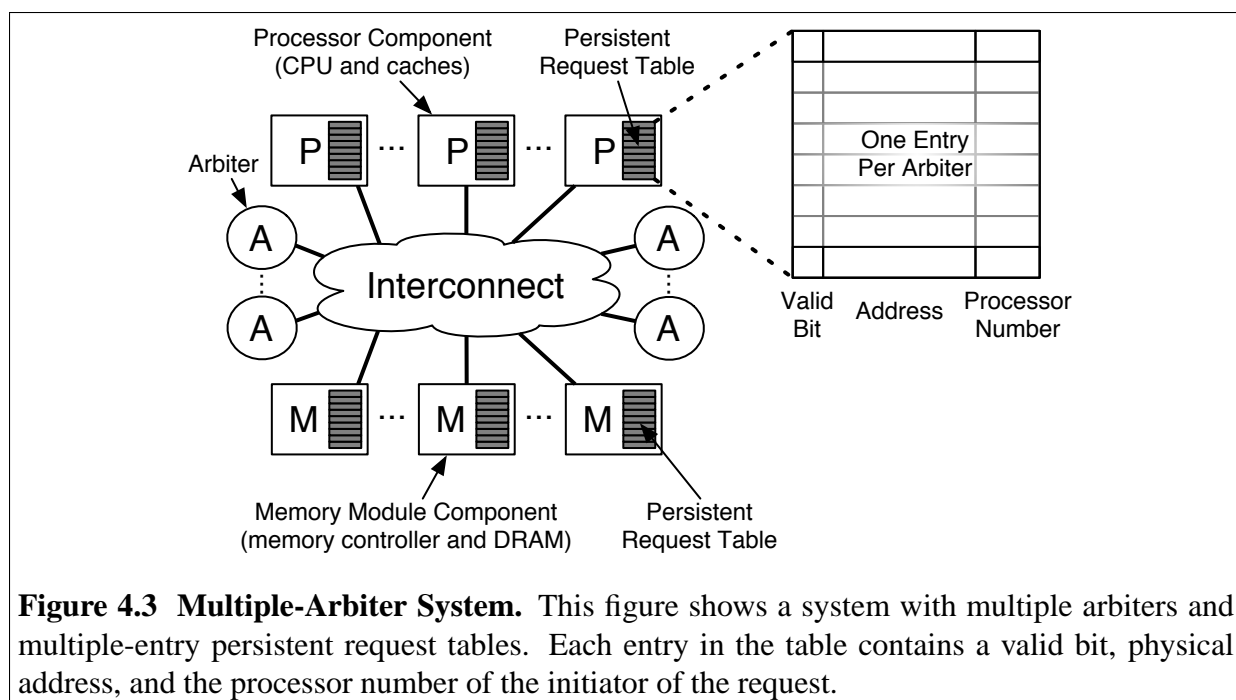 Processor Component
(CPU and caches)
Persistent
Request Table
P ... P ... P
Arbiter
A
A
A
A
Interconnect
One Entry
Per Arbiter
Valid
Bit
Address
Processor
Number
M ... M ... M
Memory Module Component
(memory controller and DRAM)
Persistent
Request Table
Figure 4.3 Multiple-Arbiter System. This figure shows a system with multiple arbiters and
multiple-entry persistent request tables. Each entry in the table contains a valid bit, physical
address, and the processor number of the initiator of the request.